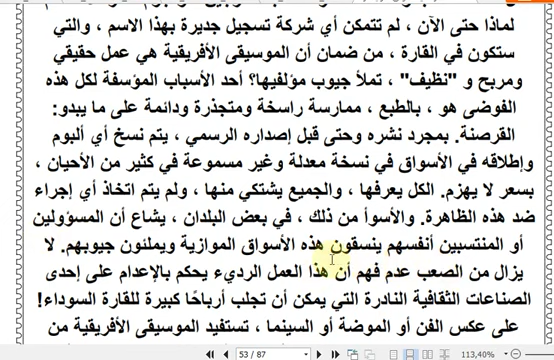 لماذا حتى الآن ، لم تتمكن أي شركة تسجيل جديرة بهذا الاسم ، والتي
ستكون في القارة ، من ضمان أن الموسيقى الأفريقية هي عمل حقيقي
ومربح و "نظيف" ، تملأ جيوب مؤلفيها؟ أحد الأسباب المؤسفة لكل هذه
الفوضى هو ، بالطبع ، ممارسة راسخة ومتجذرة ودائمة على ما يبدو:
القرصنة. بمجرد نشره وحتى قبل إصداره الرسمي ، يتم نسخ أي ألبوم
وإطلاقه في الأسواق في نسخة معدلة وغير مسموعة في كثير من الأحيان ،
بسعر لا يهزم. الكل يعرفها ، والجميع يشتكي منها ، ولم يتم اتخاذ أي إجراء
ضد هذه الظاهرة. والأسوأ من ذلك ، في بعض البلدان ، يشاع أن المسؤولين
أو المنتسبين أنفسهم ينسقون هذه الأسواق الموازية ويملئون جيوبهم. لا
يزال من الصعب عدم فهم أن هذا العمل الرديء يحكم بالإعدام على إحدى
الصناعات الثقافية النادرة التي يمكن أن تجلب أرباحًا كبيرة للقارة السوداء!
على عكس الفن أو الموضة أو السينما ، تستفيد الموسيقى الأفريقية من
53 / 87
113,40%